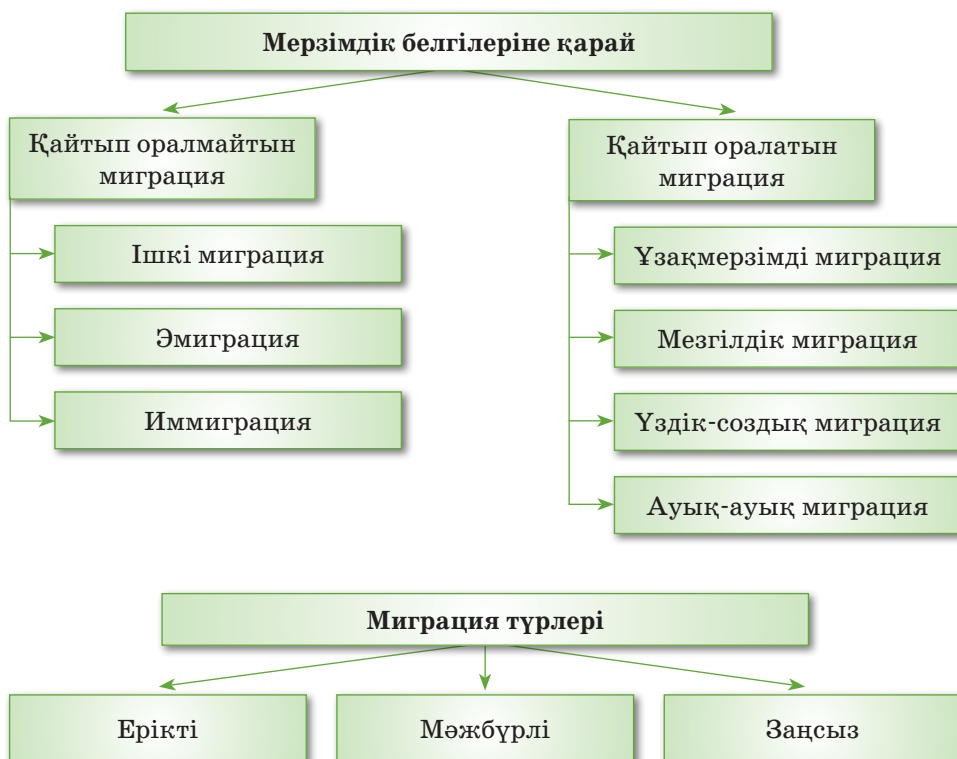 Мерзімдік белгілеріне қарай
Қайтып оралмайтын
миграция
Ішкі миграция
Эмиграция
Иммиграция
Қайтып оралатын
миграция
Ұзақмерзімді миграция
Мезгілдік миграция
Үздік-создық миграция
Ауық-ауық миграция
Миграция түрлері
Ерікті
Мәжбүрлі
Заңсыз